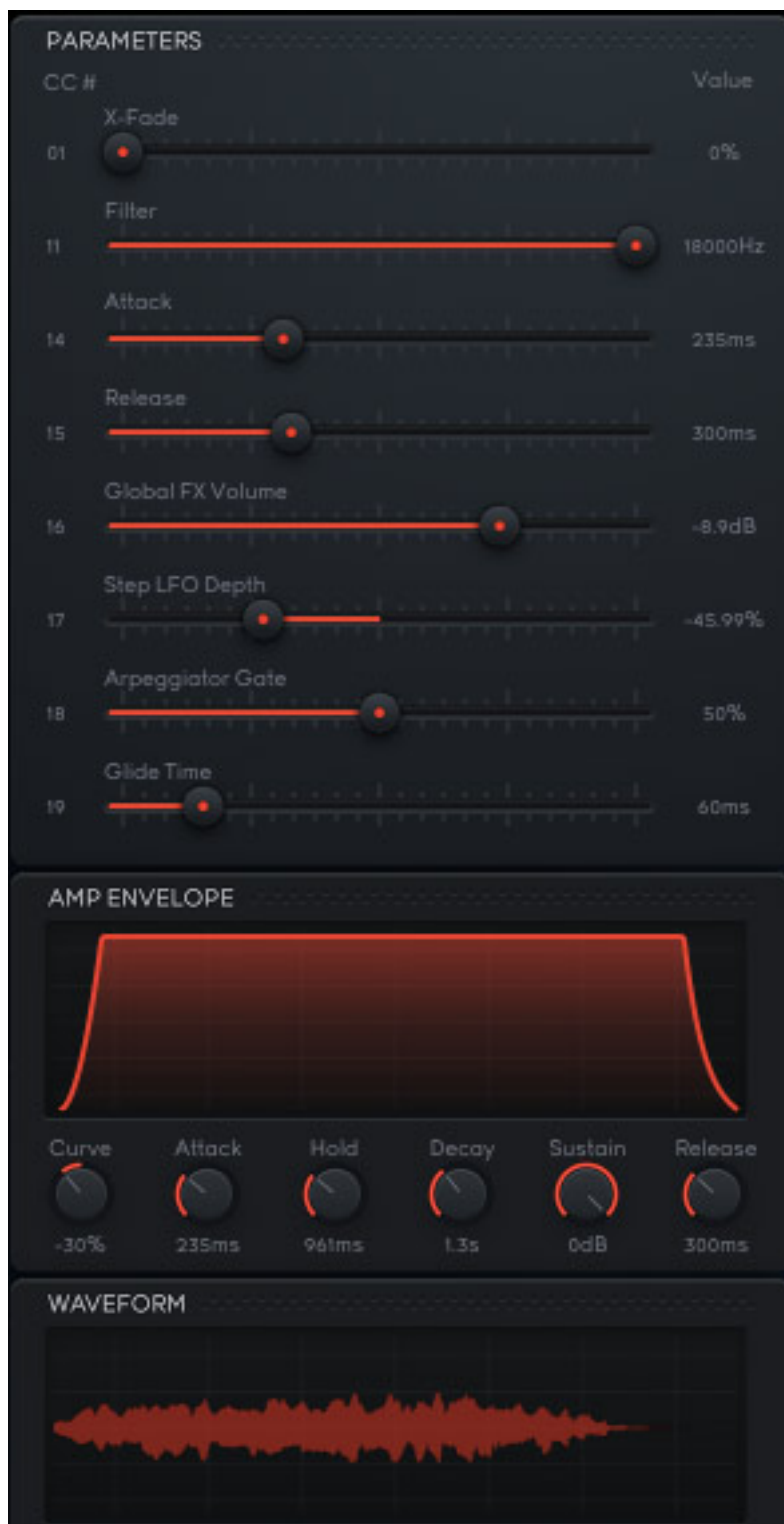 PARAMETERS
CC # Value
X-Fade
01 0%
Filter
11 18000Hz
Attack
14 235ms
Release
15 300ms
Global FX Volume
16 -8.9dB
Step LFO Depth
17 -45.99%
Arpeggiator Gate
18 50%
Glide Time
19 60ms
AMP ENVELOPE
Curve Attack Hold Decay Sustain Release
-30% 235ms 961ms 1.3s 0dB 300ms
WAVEFORM